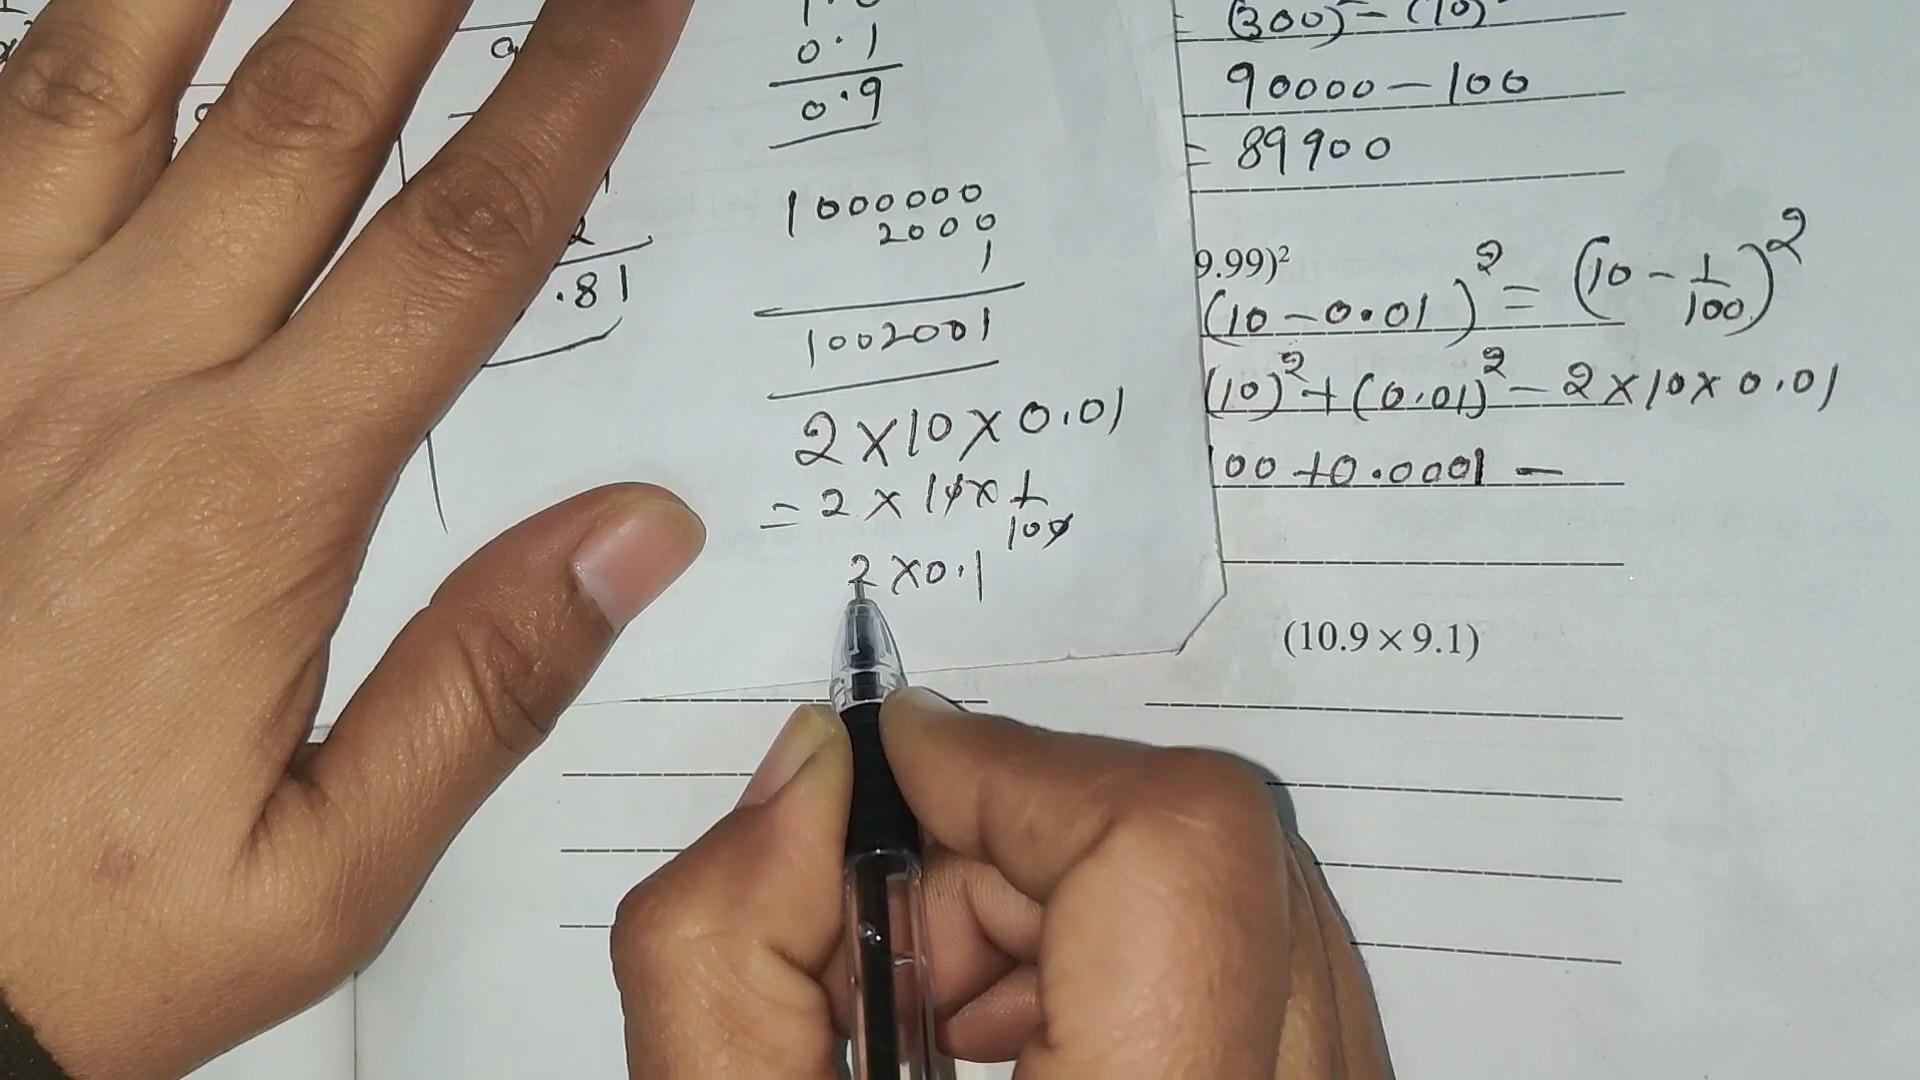 0.1
0.9
1000000
2000
1
1002001
.81
2 × 10 × 0.01
= 2 × 10 × 1/100
2 × 0.1
= (300)² - (10)²
90000 - 100
= 89900
9.99)²
(10 - 0.01)² = (10 - 1/100)²
(10)² + (0.01)² - 2 × 10 × 0.01
100 + 0.0001 -
(10.9 × 9.1)